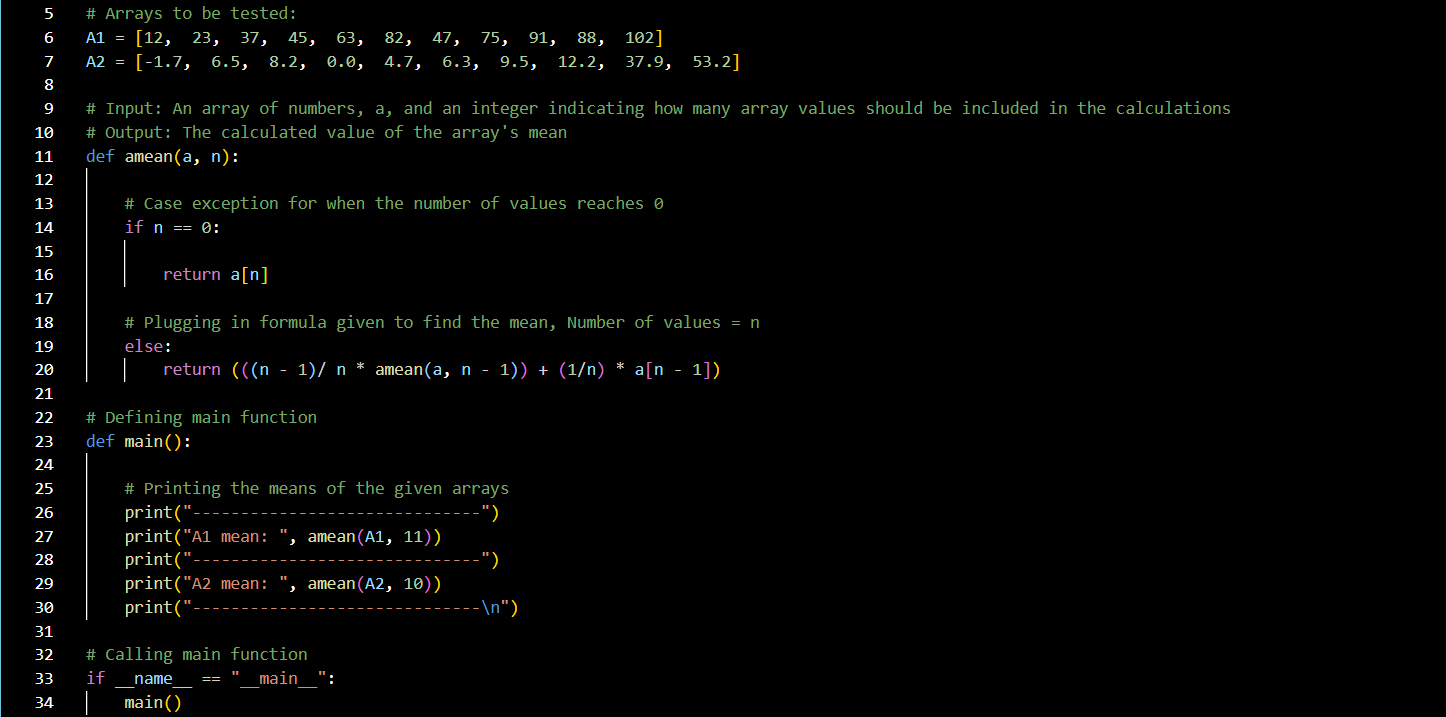 5 # Arrays to be tested:
6 A1 = [12, 23, 37, 45, 63, 82, 47, 75, 91, 88, 102]
7 A2 = [-1.7, 6.5, 8.2, 0.0, 4.7, 6.3, 9.5, 12.2, 37.9, 53.2]
8
9 # Input: An array of numbers, a, and an integer indicating how many array values should be included in the calculations
10 # Output: The calculated value of the array's mean
11 def amean(a, n):
12
13     # Case exception for when the number of values reaches 0
14     if n == 0:
15
16         return a[n]
17
18     # Plugging in formula given to find the mean, Number of values = n
19     else:
20         return (((n - 1)/ n * amean(a, n - 1)) + (1/n) * a[n - 1])
21
22 # Defining main function
23 def main():
24
25     # Printing the means of the given arrays
26     print("------------------------------")
27     print("A1 mean: ", amean(A1, 11))
28     print("------------------------------")
29     print("A2 mean: ", amean(A2, 10))
30     print("------------------------------\n")
31
32 # Calling main function
33 if __name__ == "__main__":
34     main()